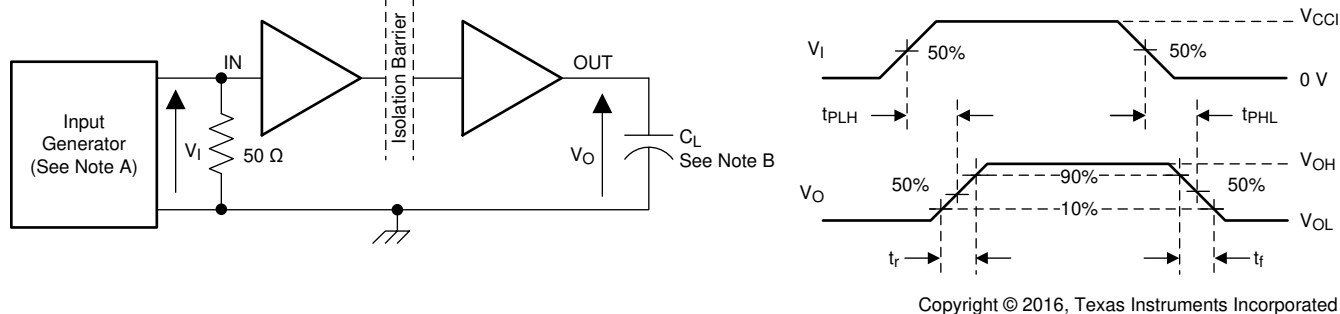 Input
Generator
(See Note A)
VI
50 Ω
IN
Isolation Barrier
OUT
VO
CL
See Note B
VI
50%
50%
VCCI
0 V
tPLH
tPHL
VO
50%
90%
10%
50%
VOH
VOL
tr
tf
Copyright © 2016, Texas Instruments Incorporated